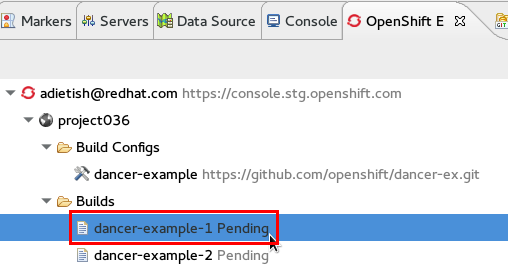 Markers Servers Data Source Console OpenShift E
adietish@redhat.com https://console.stg.openshift.com
project036
Build Configs
dancer-example https://github.com/openshift/dancer-ex.git
Builds
dancer-example-1 Pending
dancer-example-2 Pending